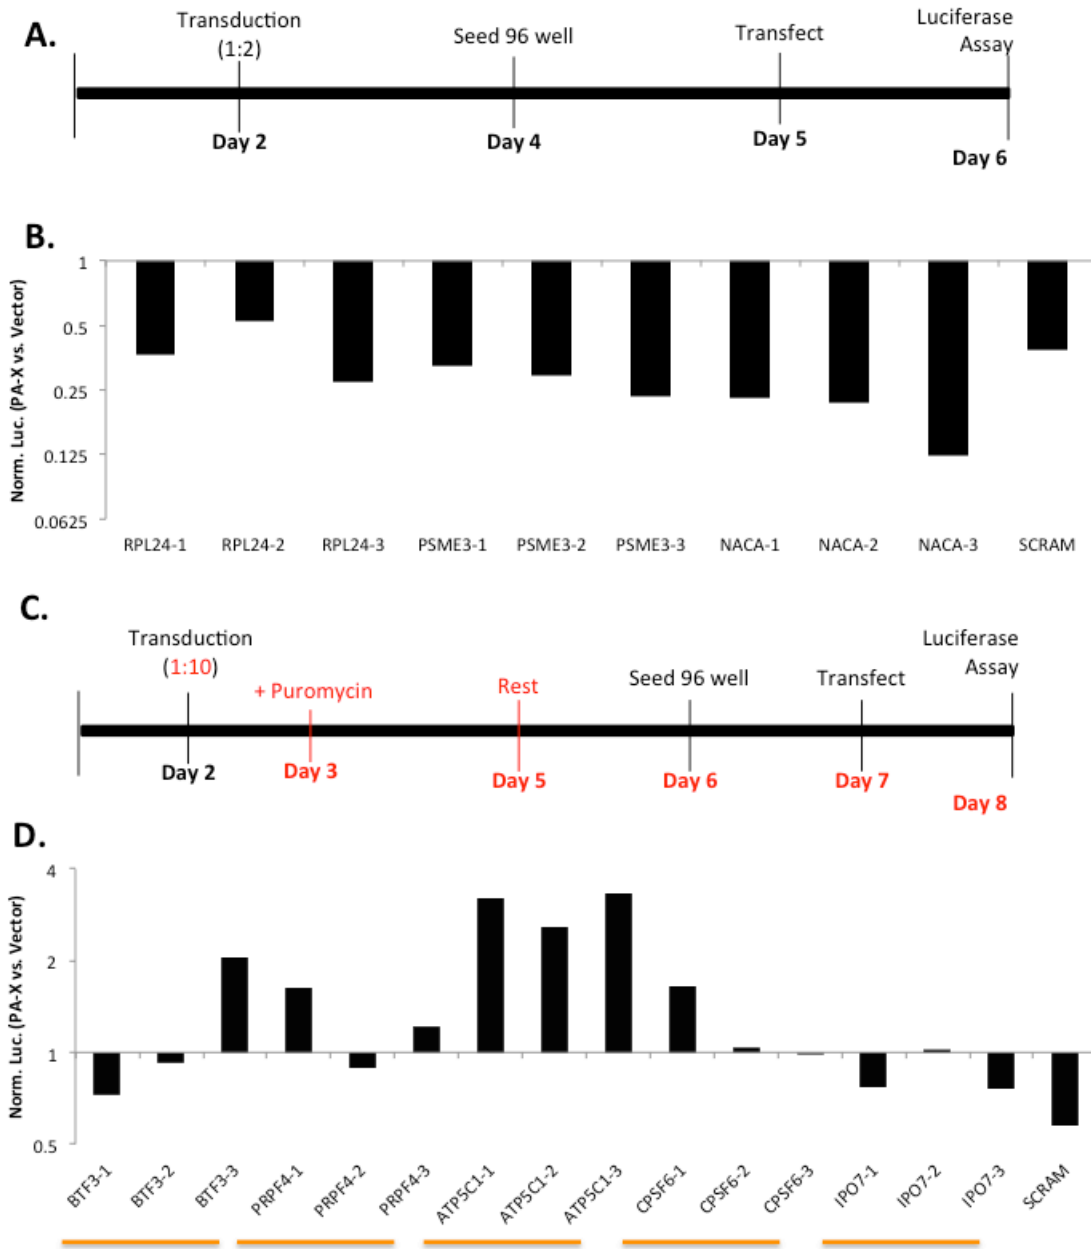 A.
Transduction
(1:2)
Seed 96 well
Transfect
Luciferase
Assay
Day 2
Day 4
Day 5
Day 6
B.
Norm. Luc. (PA-X vs. Vector)
1
0.5
0.25
0.125
0.0625
RPL24-1
RPL24-2
RPL24-3
PSME3-1
PSME3-2
PSME3-3
NACA-1
NACA-2
NACA-3
SCRAM
C.
Transduction
(1:10)
+ Puromycin
Rest
Seed 96 well
Transfect
Luciferase
Assay
Day 2
Day 3
Day 5
Day 6
Day 7
Day 8
D.
Norm. Luc. (PA-X vs. Vector)
4
2
1
0.5
BTF3-1
BTF3-2
BTF3-3
PRPF4-1
PRPF4-2
PRPF4-3
ATP5C1-1
ATP5C1-2
ATP5C1-3
CPSF6-1
CPSF6-2
CPSF6-3
IPO7-1
IPO7-2
IPO7-3
SCRAM